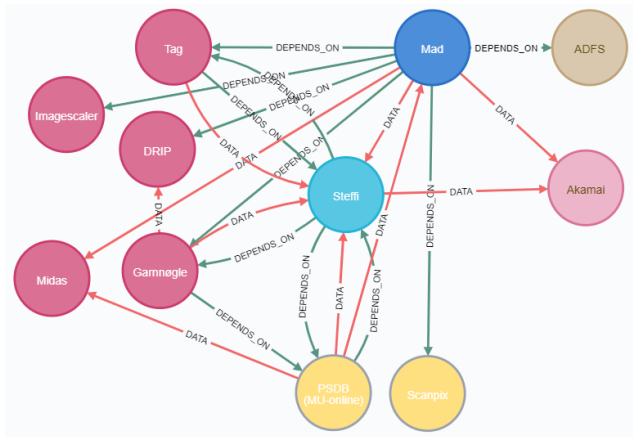 Tag
DEPENDS_ON
Mad
DEPENDS_ON
ADFS
DEPENDS_ON
DEPENDS_ON
Imagescaler
DEPENDS_ON
DEPENDS_ON
DATA
DATA
DRIP
DATA
DATA
DEPENDS_ON
Steffi
DATA
Akamai
DEPENDS_ON
DATA
DATA
DATA
Midas
Gamnøgle
DEPENDS_ON
DEPENDS_ON
DATA
DEPENDS_ON
DEPENDS_ON
DATA
PSDB
(MU-online)
Scanpix